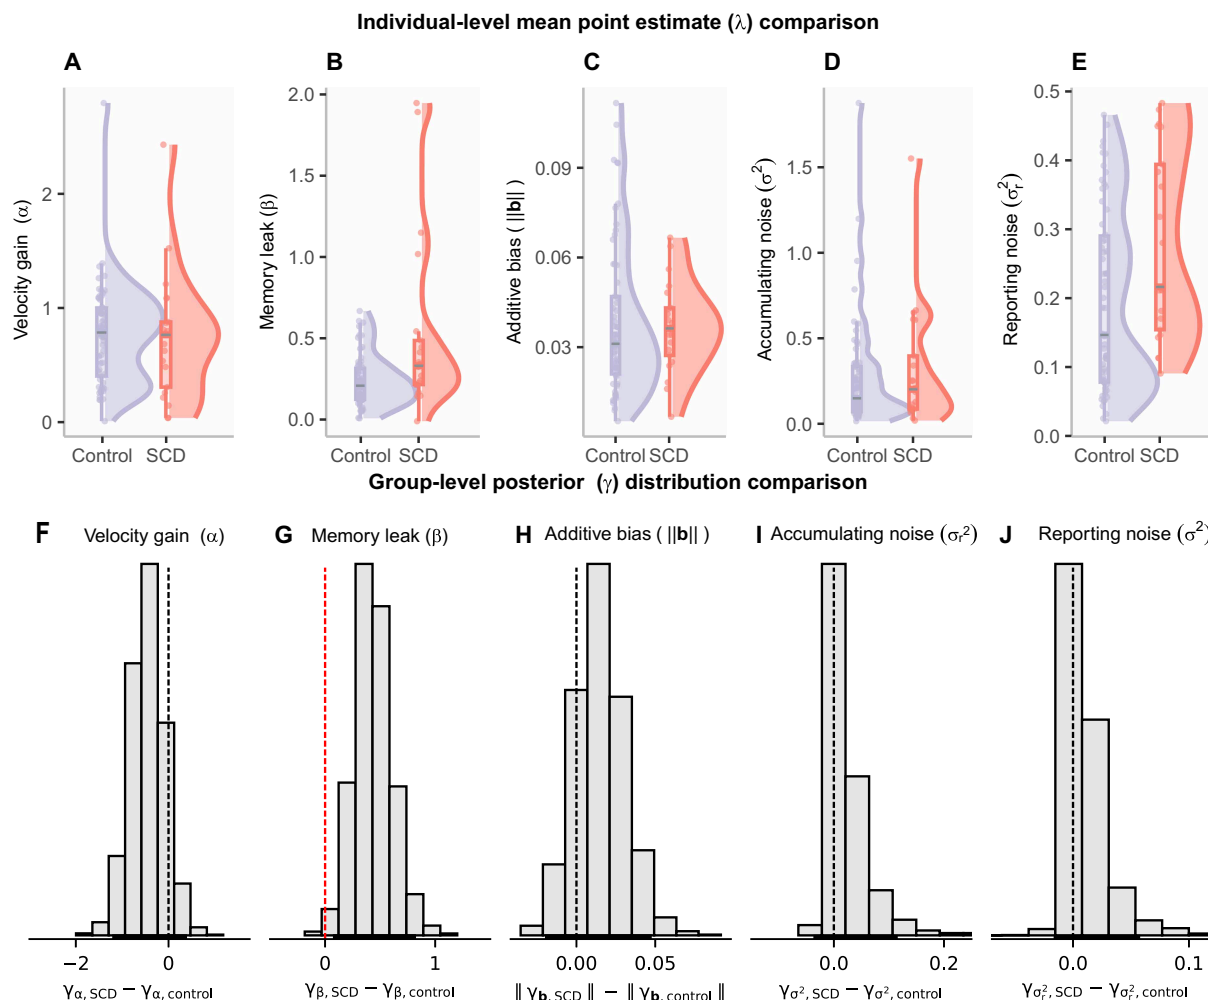 Individual-level mean point estimate (λ) comparison
A B C D E
Velocity gain (α)
2
1
0
Control SCD
Memory leak (β)
2.0
1.5
1.0
0.5
0.0
Control SCD
Additive bias ( ||b|| )
0.09
0.06
0.03
Control SCD
Accumulating noise (σ²)
1.5
1.0
0.5
0.0
Control SCD
Reporting noise (σr²)
0.5
0.4
0.3
0.2
0.1
0.0
Control SCD
Group-level posterior (γ) distribution comparison
F Velocity gain (α)
−2 0
γα, SCD − γα, control
G Memory leak (β)
0 1
γβ, SCD − γβ, control
H Additive bias ( ||b|| )
0.00 0.05
‖ γb, SCD ‖ − ‖ γb, control ‖
I Accumulating noise (σr²)
0.0 0.2
γσ², SCD − γσ², control
J Reporting noise (σ²)
0.0 0.1
γσr², SCD − γσr², control